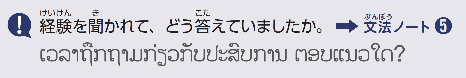 経験を聞かれて、どう答えていましたか。➡文法ノート❺
ເວລາຖືກຖາມກ່ຽວກັບປະສົບການ ຕອບແນວໃດ?